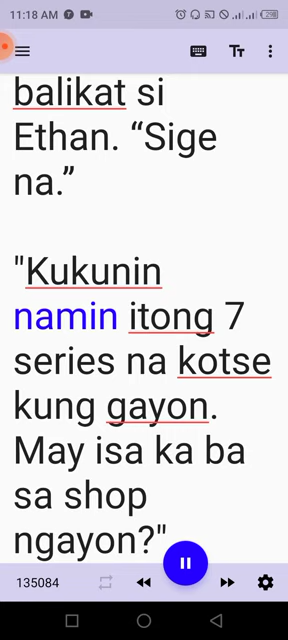 11:18 AM
298
balikat si
Ethan. “Sige
na.”
"Kukunin
namin itong 7
series na kotse
kung gayon.
May isa ka ba
sa shop
ngayon?"
135084